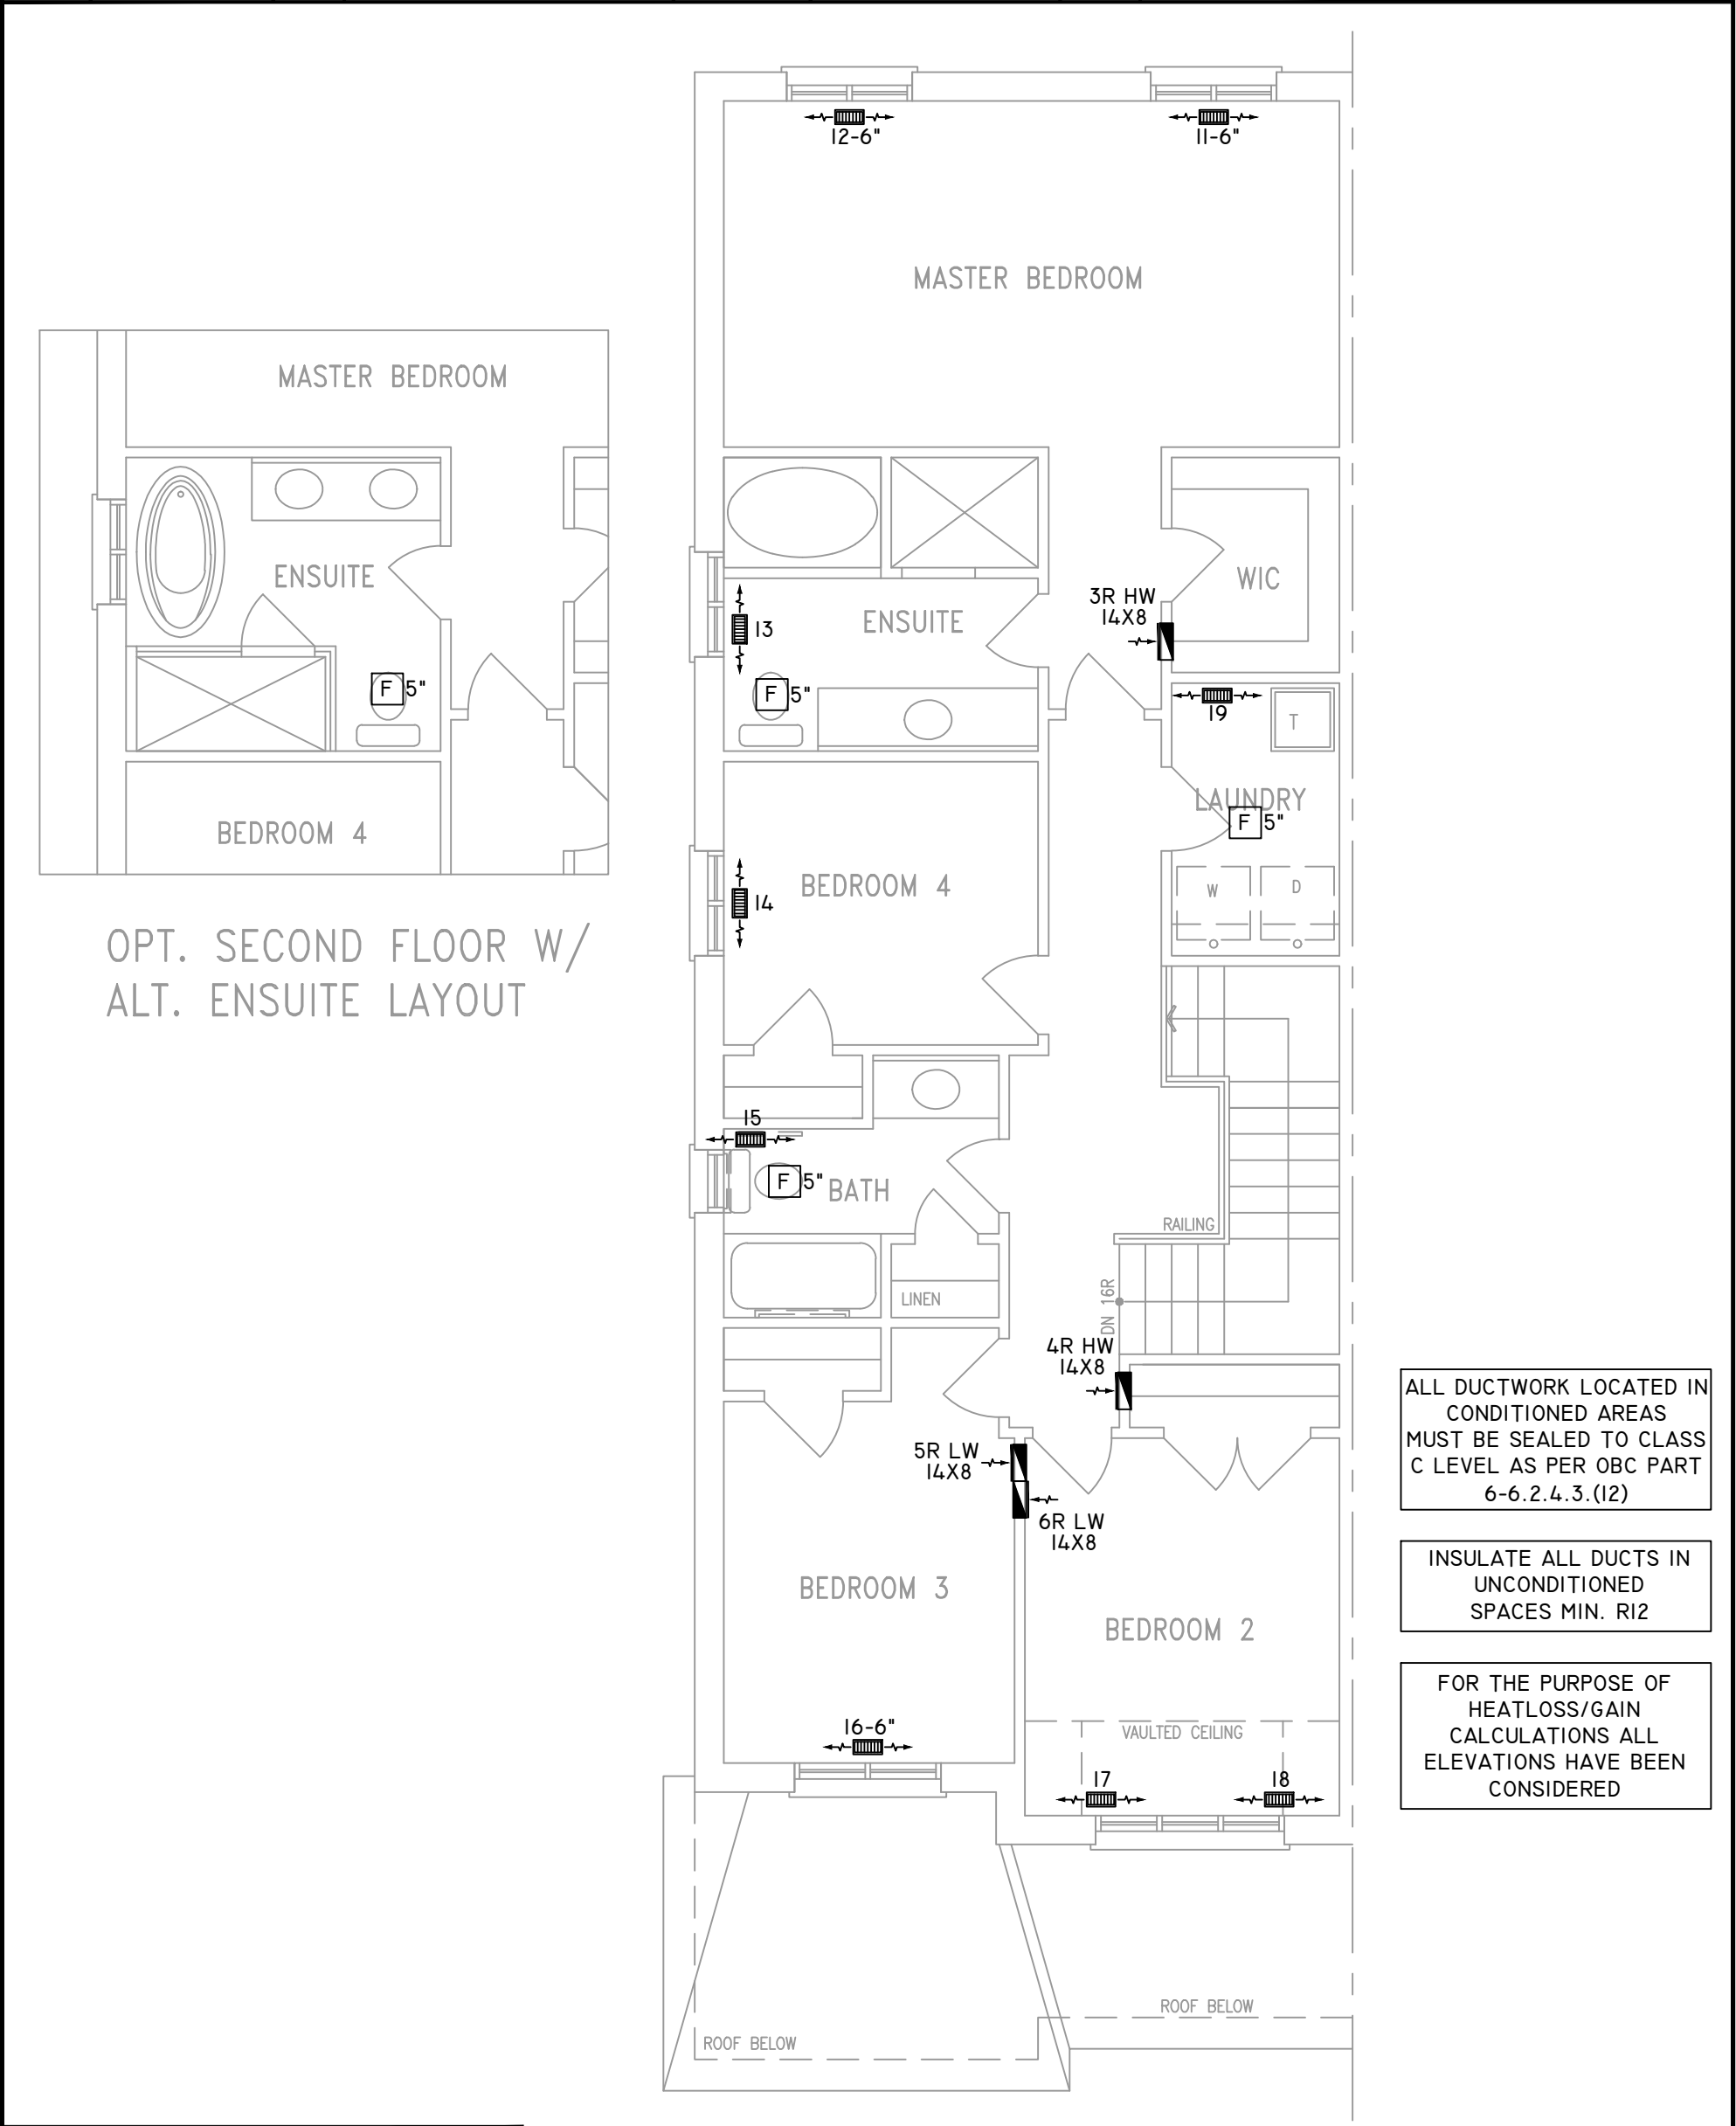 12-6"
11-6"
MASTER BEDROOM
MASTER BEDROOM
ENSUITE
F 5"
BEDROOM 4
OPT. SECOND FLOOR W/
ALT. ENSUITE LAYOUT
WIC
3R HW
14X8
13
ENSUITE
F 5"
19
T
LAUNDRY
F 5"
W
D
14
BEDROOM 4
15
F 5"
BATH
RAILING
LINEN
DN 16R
4R HW
14X8
5R LW
14X8
6R LW
14X8
BEDROOM 3
BEDROOM 2
VAULTED CEILING
16-6"
17
18
ROOF BELOW
ROOF BELOW
ALL DUCTWORK LOCATED IN
CONDITIONED AREAS
MUST BE SEALED TO CLASS
C LEVEL AS PER OBC PART
6-6.2.4.3.(12)
INSULATE ALL DUCTS IN
UNCONDITIONED
SPACES MIN. R12
FOR THE PURPOSE OF
HEATLOSS/GAIN
CALCULATIONS ALL
ELEVATIONS HAVE BEEN
CONSIDERED